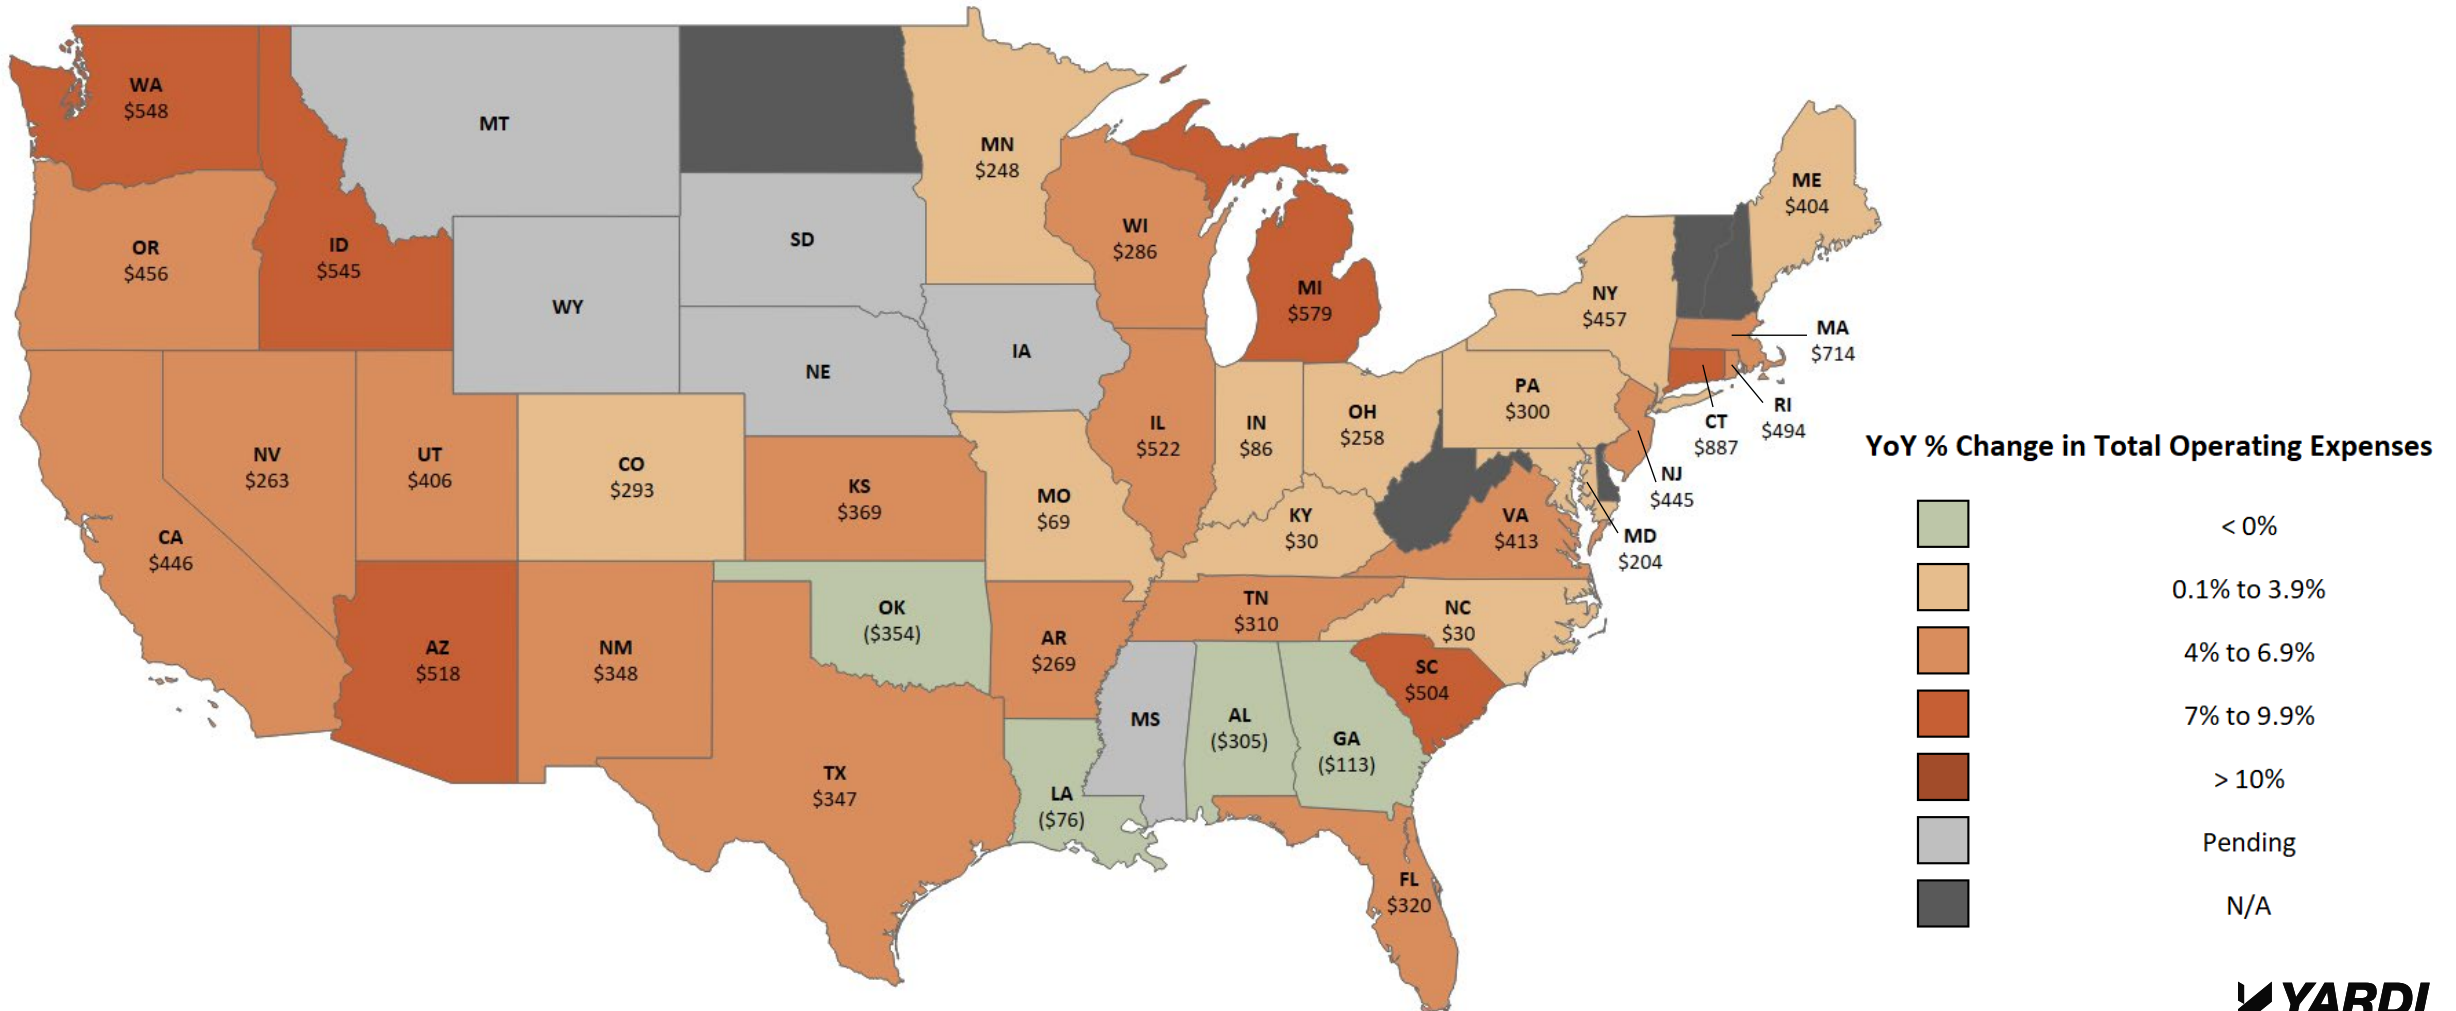 WA
$548
MT
MN
$248
OR
$456
ID
$545
SD
WI
$286
MI
$579
ME
$404
WY
NE
IA
NY
$457
MA
$714
RI
$494
CT
$887
NJ
$445
MD
$204
PA
$300
NV
$263
UT
$406
CO
$293
KS
$369
MO
$69
IL
$522
IN
$86
OH
$258
KY
$30
VA
$413
CA
$446
AZ
$518
NM
$348
OK
($354)
AR
$269
TN
$310
NC
$30
SC
$504
TX
$347
LA
($76)
MS
AL
($305)
GA
($113)
FL
$320
YoY % Change in Total Operating Expenses
< 0%
0.1% to 3.9%
4% to 6.9%
7% to 9.9%
> 10%
Pending
N/A
YARDI